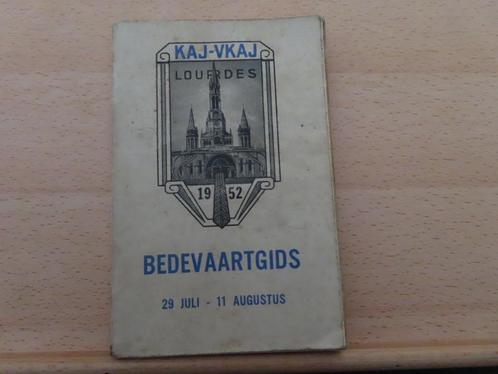 KAJ-VKAJ
LOURDES
1952
BEDEVAARTGIDS
29 JULI - 11 AUGUSTUS